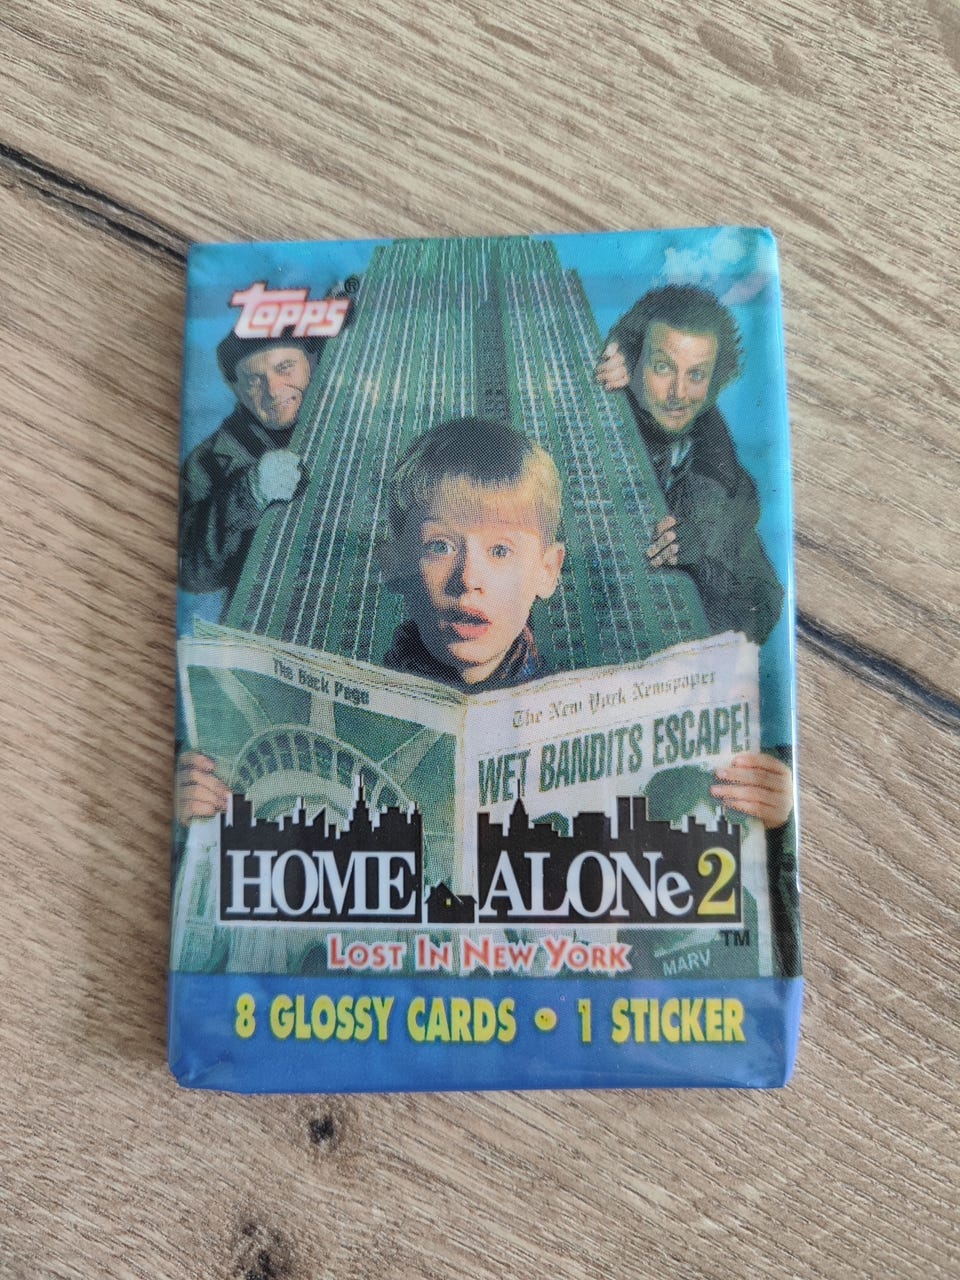 topps®
The Back Page
The New York Newspaper
WET BANDITS ESCAPE!
HOME ALONe 2
TM
LOST IN NEW YORK
MARV
8 GLOSSY CARDS • 1 STICKER